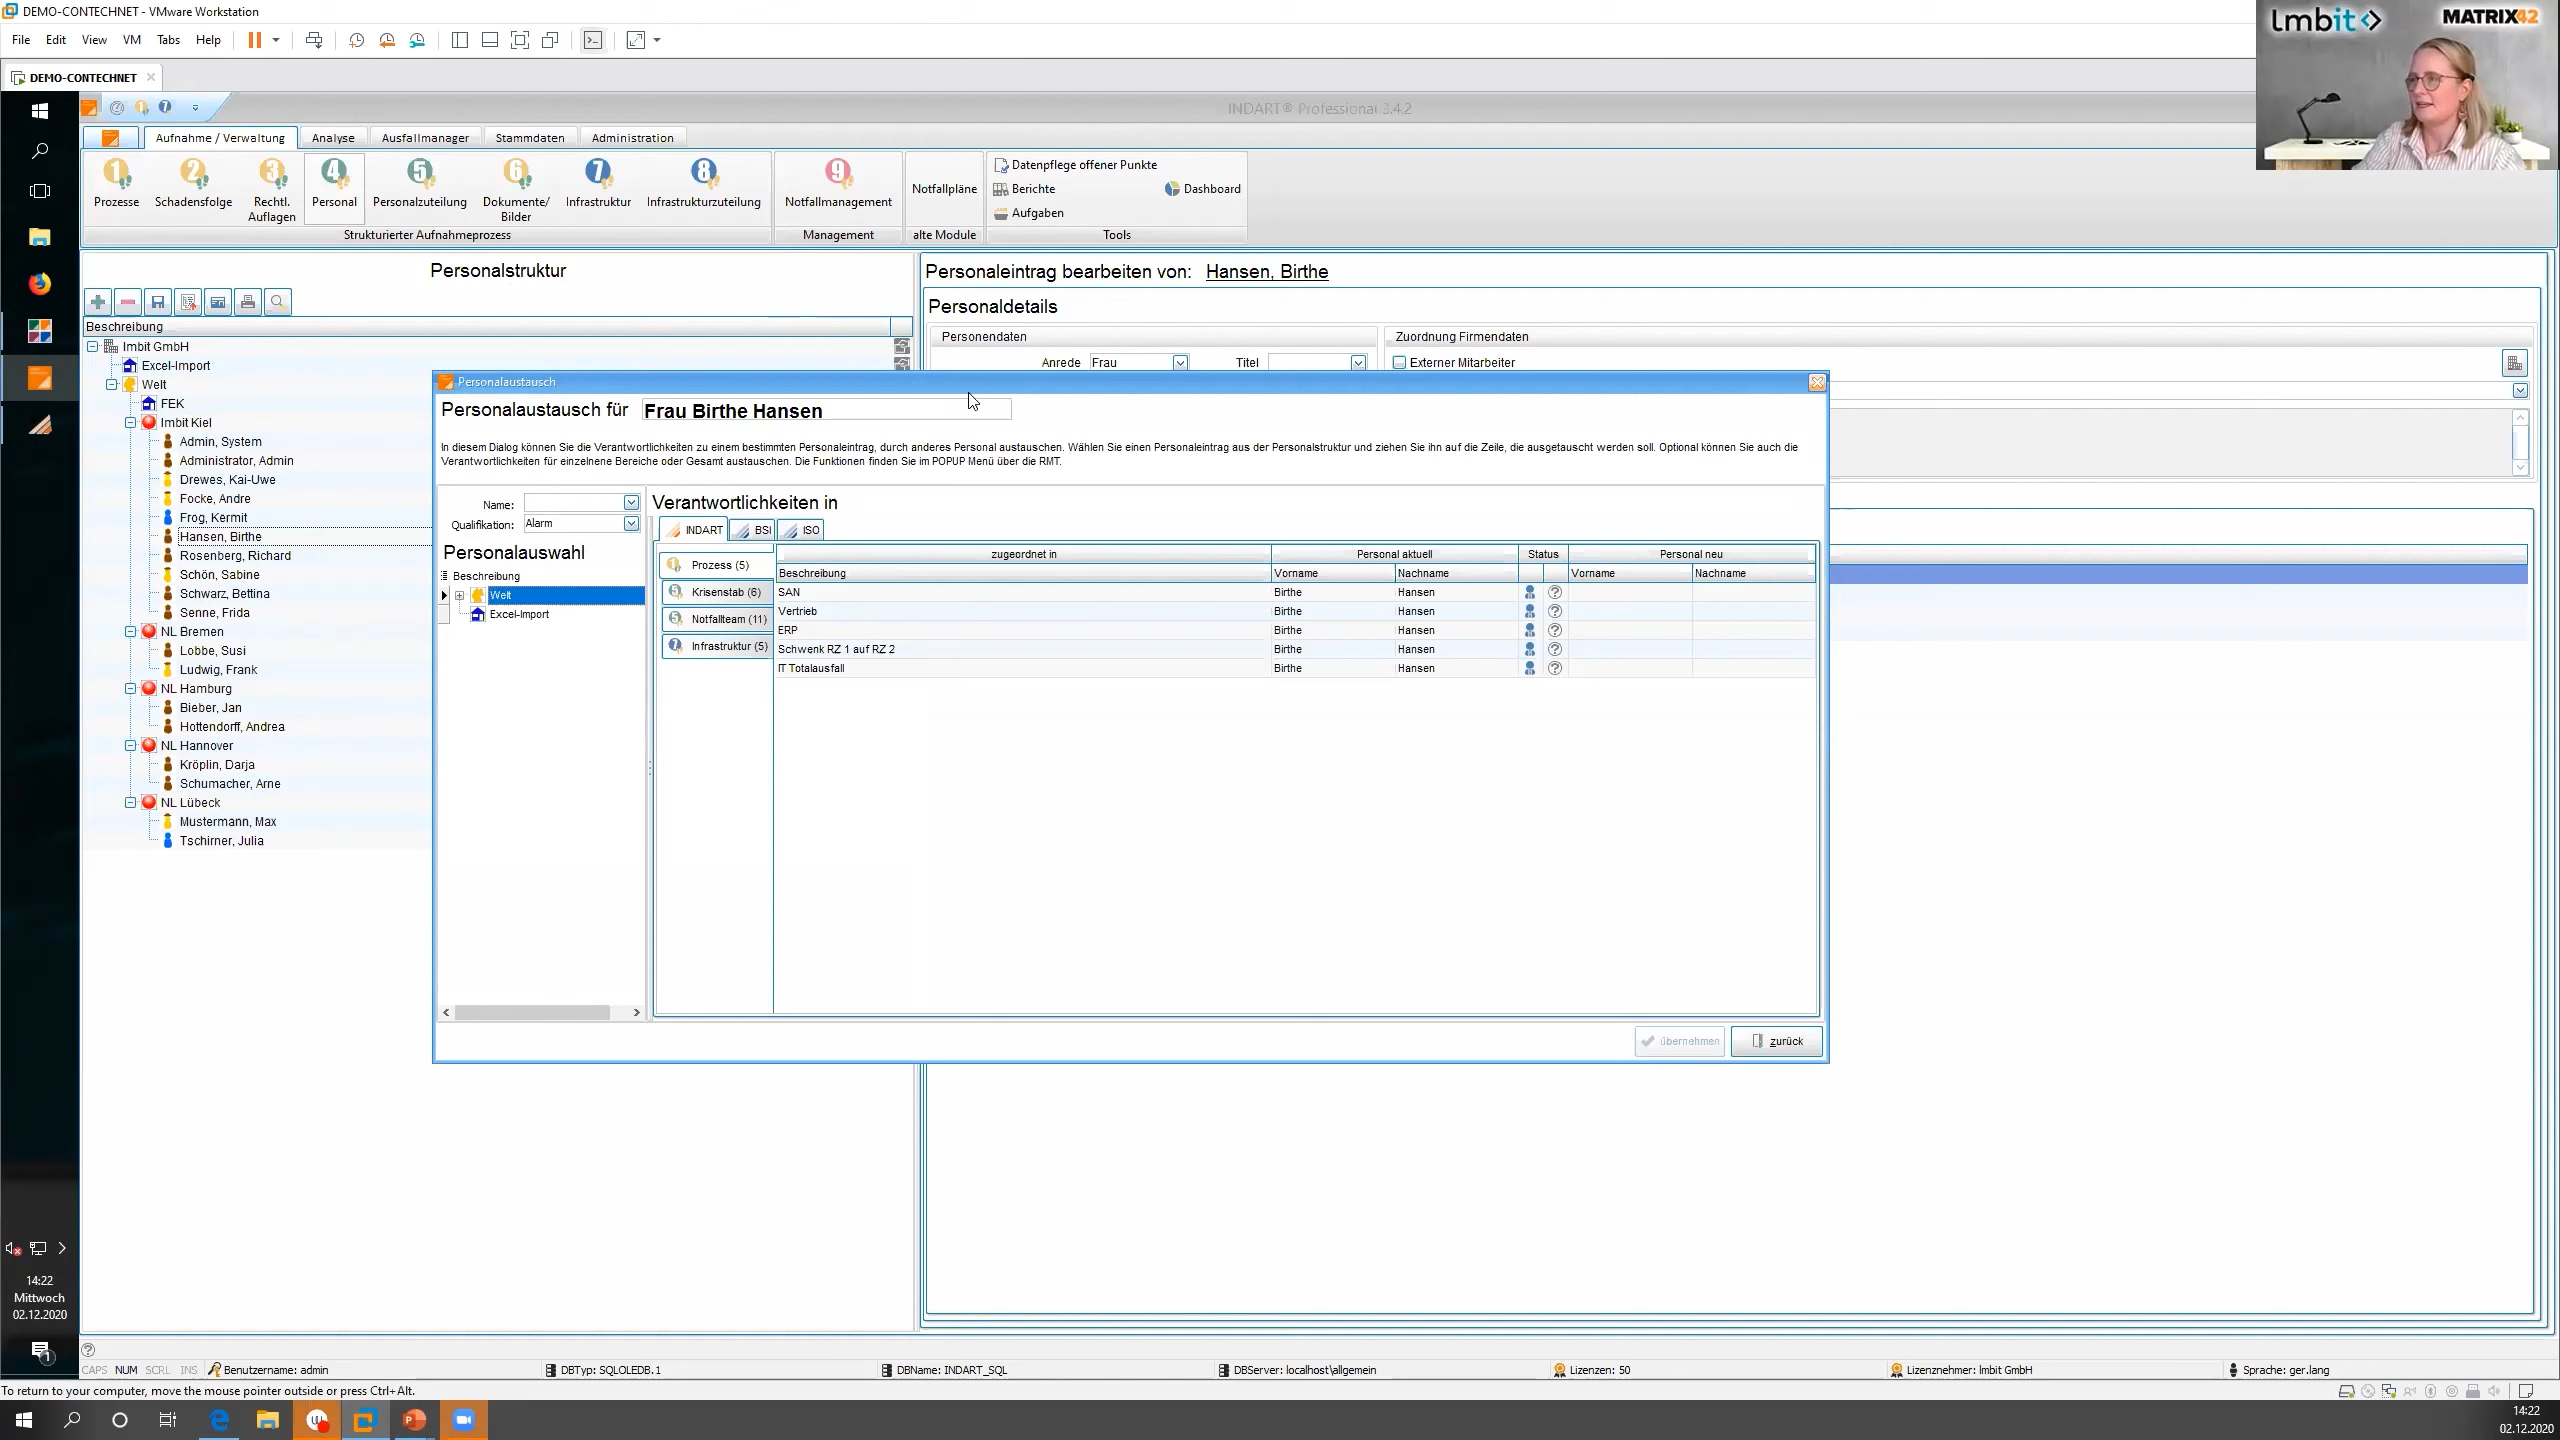 DEMO-CONTECHNET - VMware Workstation
File Edit View VM Tabs Help
lmbit<> MATRIX42
DEMO-CONTECHNET
INDART® Professional 3.4.2
Aufnahme / Verwaltung Analyse Ausfallmanager Stammdaten Administration
1 2 3 4 5 6 7 8 9
Prozesse Schadensfolge Rechtl. Auflagen Personal Personalzuteilung Dokumente/ Bilder Infrastruktur Infrastrukturzuteilung
Notfallmanagement
Notfallpläne
Datenpflege offener Punkte
Berichte Dashboard
Aufgaben
Strukturierter Aufnahmeprozess Management alte Module Tools
Personalstruktur
Beschreibung
lmbit GmbH
Excel-Import
Welt
FEK
lmbit Kiel
Admin, System
Administrator, Admin
Drewes, Kai-Uwe
Focke, Andre
Frog, Kermit
Hansen, Birthe
Rosenberg, Richard
Schön, Sabine
Schwarz, Bettina
Senne, Frida
NL Bremen
Lobbe, Susi
Ludwig, Frank
NL Hamburg
Bieber, Jan
Hottendorff, Andrea
NL Hannover
Kröplin, Darja
Schumacher, Arne
NL Lübeck
Mustermann, Max
Tschirner, Julia
Personaleintrag bearbeiten von: Hansen, Birthe
Personaldetails
Personendaten Zuordnung Firmendaten
Anrede Frau Titel Externer Mitarbeiter
Personalaustausch
Personalaustausch für Frau Birthe Hansen
In diesem Dialog können Sie die Verantwortlichkeiten zu einem bestimmten Personaleintrag, durch anderes Personal austauschen. Wählen Sie einen Personaleintrag aus der Personalstruktur und ziehen Sie ihn auf die Zeile, die ausgetauscht werden soll. Optional können Sie auch die
Verantwortlichkeiten für einzelnene Bereiche oder Gesamt austauschen. Die Funktionen finden Sie im POPUP Menü über die RMT.
Name:
Qualifikation: Alarm
Personalauswahl
Beschreibung
Welt
Excel-Import
Verantwortlichkeiten in
INDART BSI ISO
Prozess (5)
Krisenstab (6)
Notfallteam (11)
Infrastruktur (5)
zugeordnet in Personal aktuell Status Personal neu
Beschreibung Vorname Nachname Vorname Nachname
SAN Birthe Hansen
Vertrieb Birthe Hansen
ERP Birthe Hansen
Schwenk RZ 1 auf RZ 2 Birthe Hansen
IT Totalausfall Birthe Hansen
übernehmen zurück
14:22
Mittwoch
02.12.2020
1
CAPS NUM SCRL INS Benutzername: admin DBTyp: SQLOLEDB.1 DBName: INDART_SQL DBServer: localhost\allgemein Lizenzen: 50 Lizenznehmer: lmbit GmbH Sprache: ger.lang
To return to your computer, move the mouse pointer outside or press Ctrl+Alt.
14:22
02.12.2020